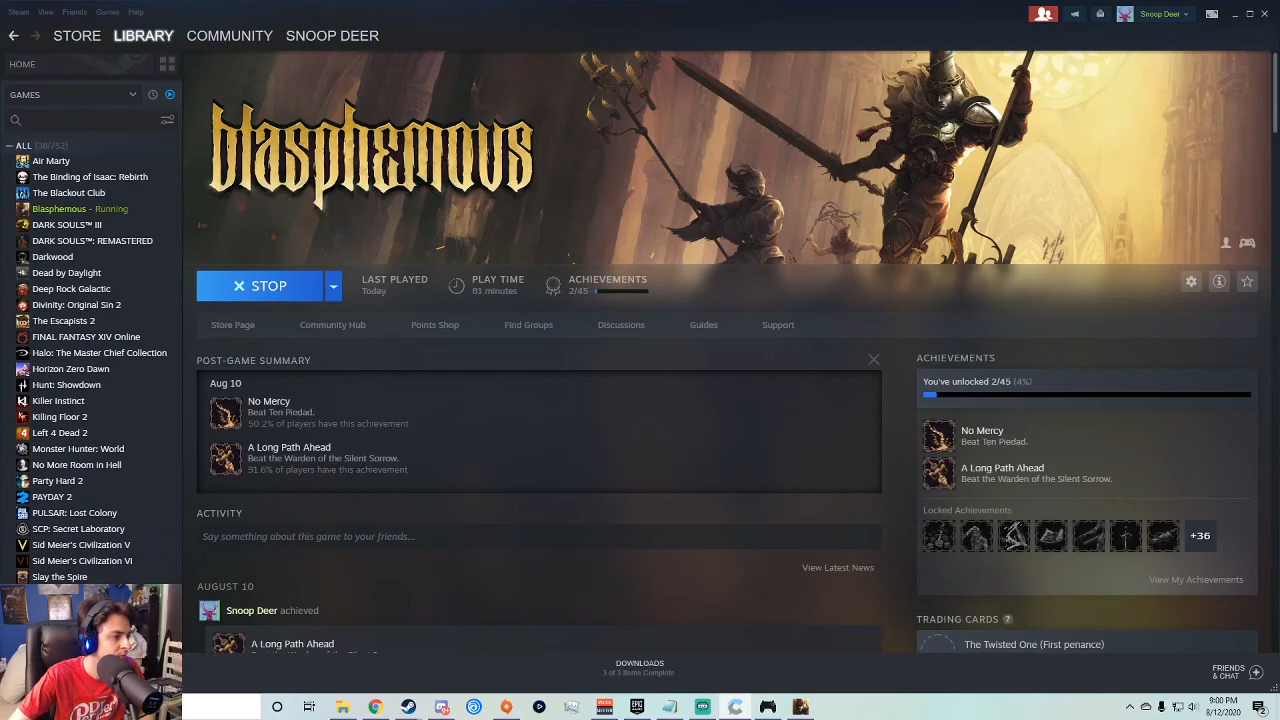 Steam View Friends Games Help
Snoop Deer
STORE LIBRARY COMMUNITY SNOOP DEER
HOME
GAMES
ALL (38/752)
Air Marty
The Binding of Isaac: Rebirth
The Blackout Club
Blasphemous - Running
DARK SOULS™ III
DARK SOULS™: REMASTERED
Darkwood
Dead by Daylight
Deep Rock Galactic
Divinity: Original Sin 2
The Escapists 2
FINAL FANTASY XIV Online
Halo: The Master Chief Collection
Horizon Zero Dawn
Hunt: Showdown
Killer Instinct
Killing Floor 2
Left 4 Dead 2
Monster Hunter: World
No More Room in Hell
Party Hard 2
PAYDAY 2
PULSAR: Lost Colony
SCP: Secret Laboratory
Sid Meier's Civilization V
Sid Meier's Civilization VI
Slay the Spire
blasphemous
STOP
LAST PLAYED
Today
PLAY TIME
81 minutes
ACHIEVEMENTS
2/45
Store Page Community Hub Points Shop Find Groups Discussions Guides Support
POST-GAME SUMMARY
Aug 10
No Mercy
Beat Ten Piedad.
50.2% of players have this achievement
A Long Path Ahead
Beat the Warden of the Silent Sorrow.
91.6% of players have this achievement
ACTIVITY
Say something about this game to your friends...
View Latest News
AUGUST 10
Snoop Deer achieved
A Long Path Ahead
ACHIEVEMENTS
You've unlocked 2/45 (4%)
No Mercy
Beat Ten Piedad.
A Long Path Ahead
Beat the Warden of the Silent Sorrow.
Locked Achievements
+36
View My Achievements
TRADING CARDS ?
The Twisted One (First penance)
DOWNLOADS
3 of 3 Items Complete
FRIENDS
& CHAT
9:00 PM
8/12/2020